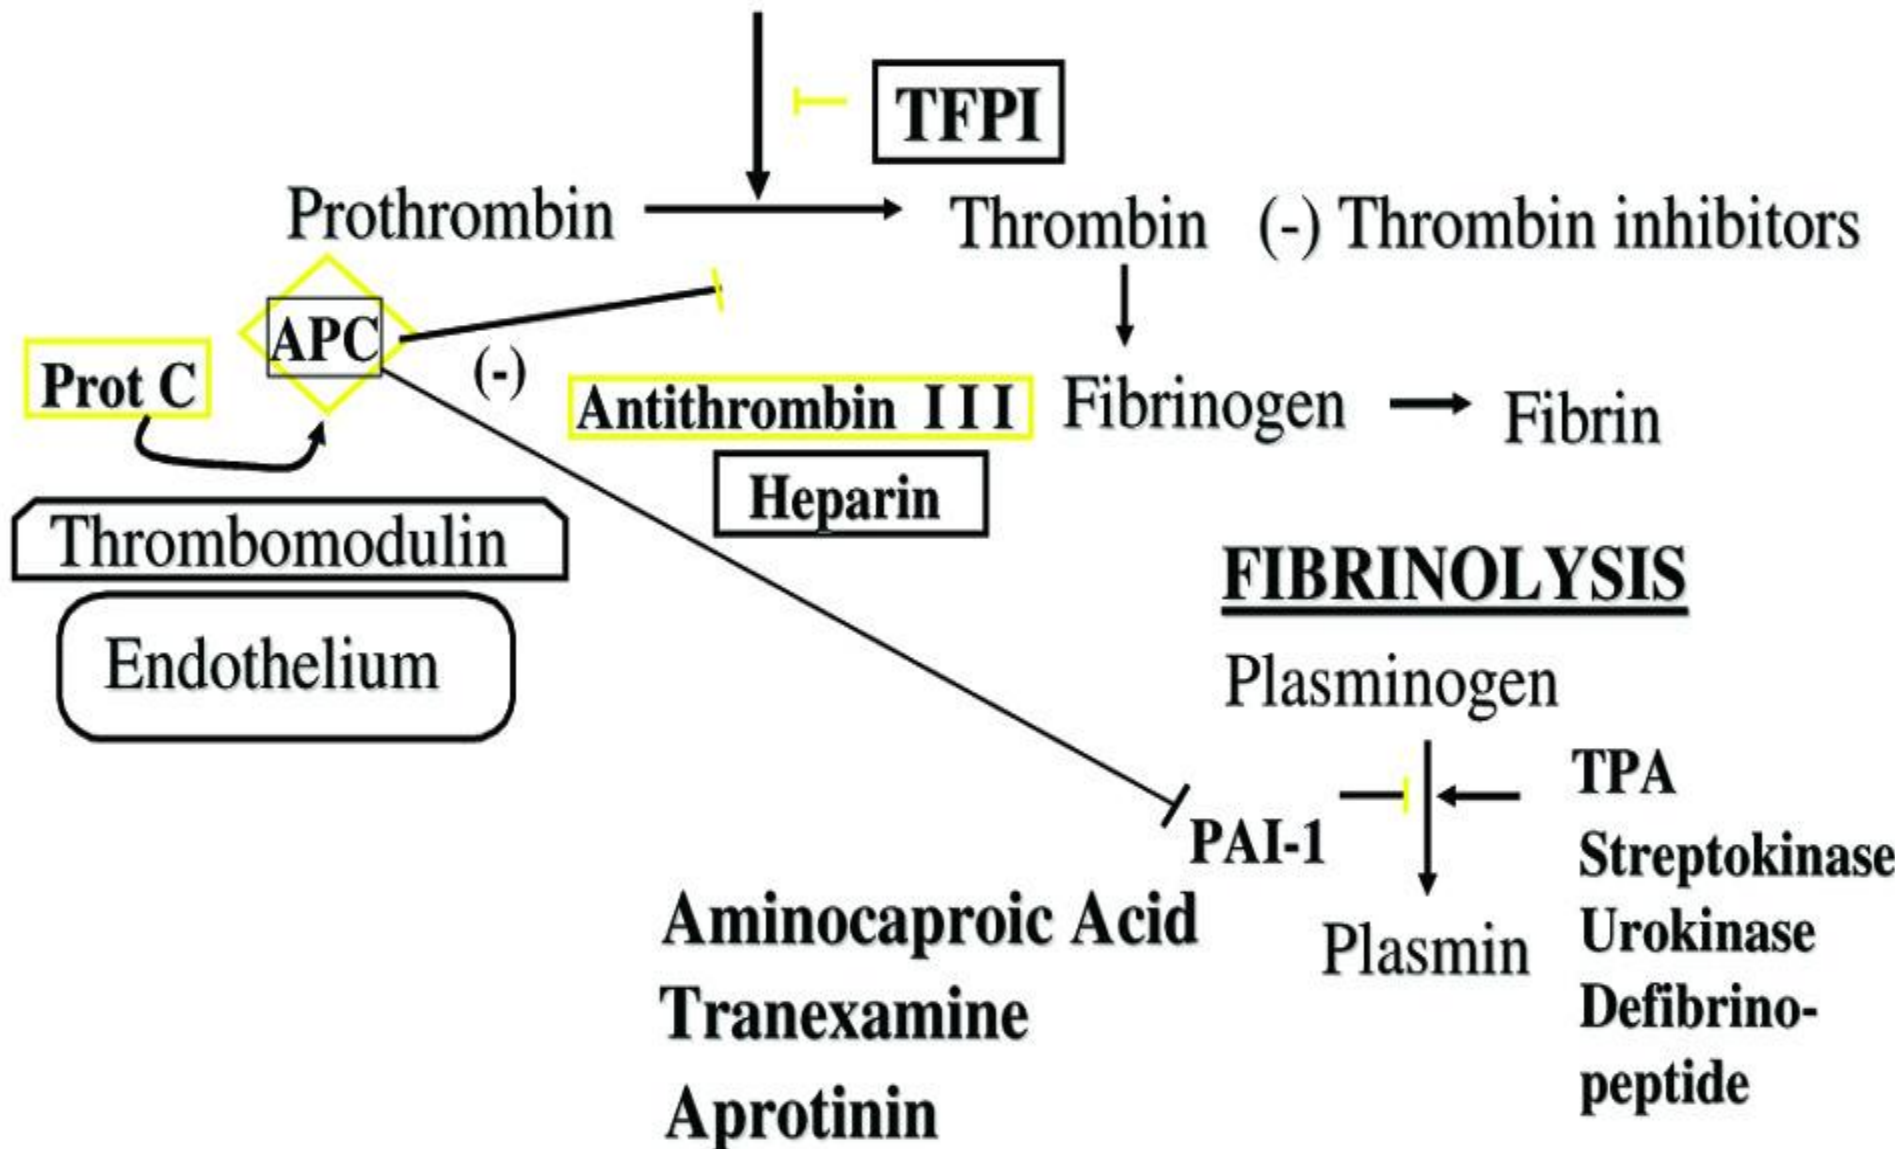 TFPI
Prothrombin
Thrombin (-) Thrombin inhibitors
APC
Prot C
(-)
Antithrombin III
Fibrinogen
Fibrin
Heparin
Thrombomodulin
Endothelium
FIBRINOLYSIS
Plasminogen
TPA
PAI-1
Streptokinase
Aminocaproic Acid
Plasmin
Urokinase
Tranexamine
Defibrino-
peptide
Aprotinin